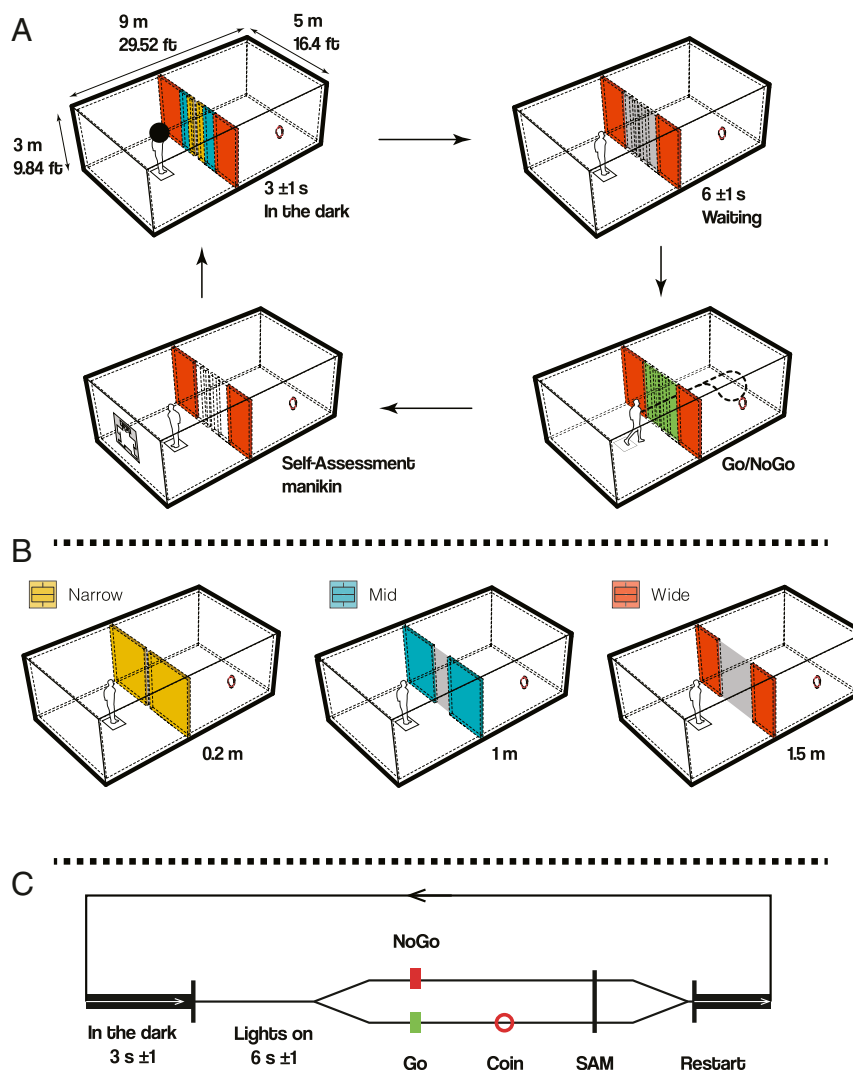 A
9 m
29.52 ft
5 m
16.4 ft
3 m
9.84 ft
3 ±1 s
In the dark
6 ±1 s
Waiting
Self-Assessment
manikin
Go/NoGo
B
Narrow
Mid
Wide
0.2 m
1 m
1.5 m
C
NoGo
In the dark
3 s ±1
Lights on
6 s ±1
Go
Coin
SAM
Restart